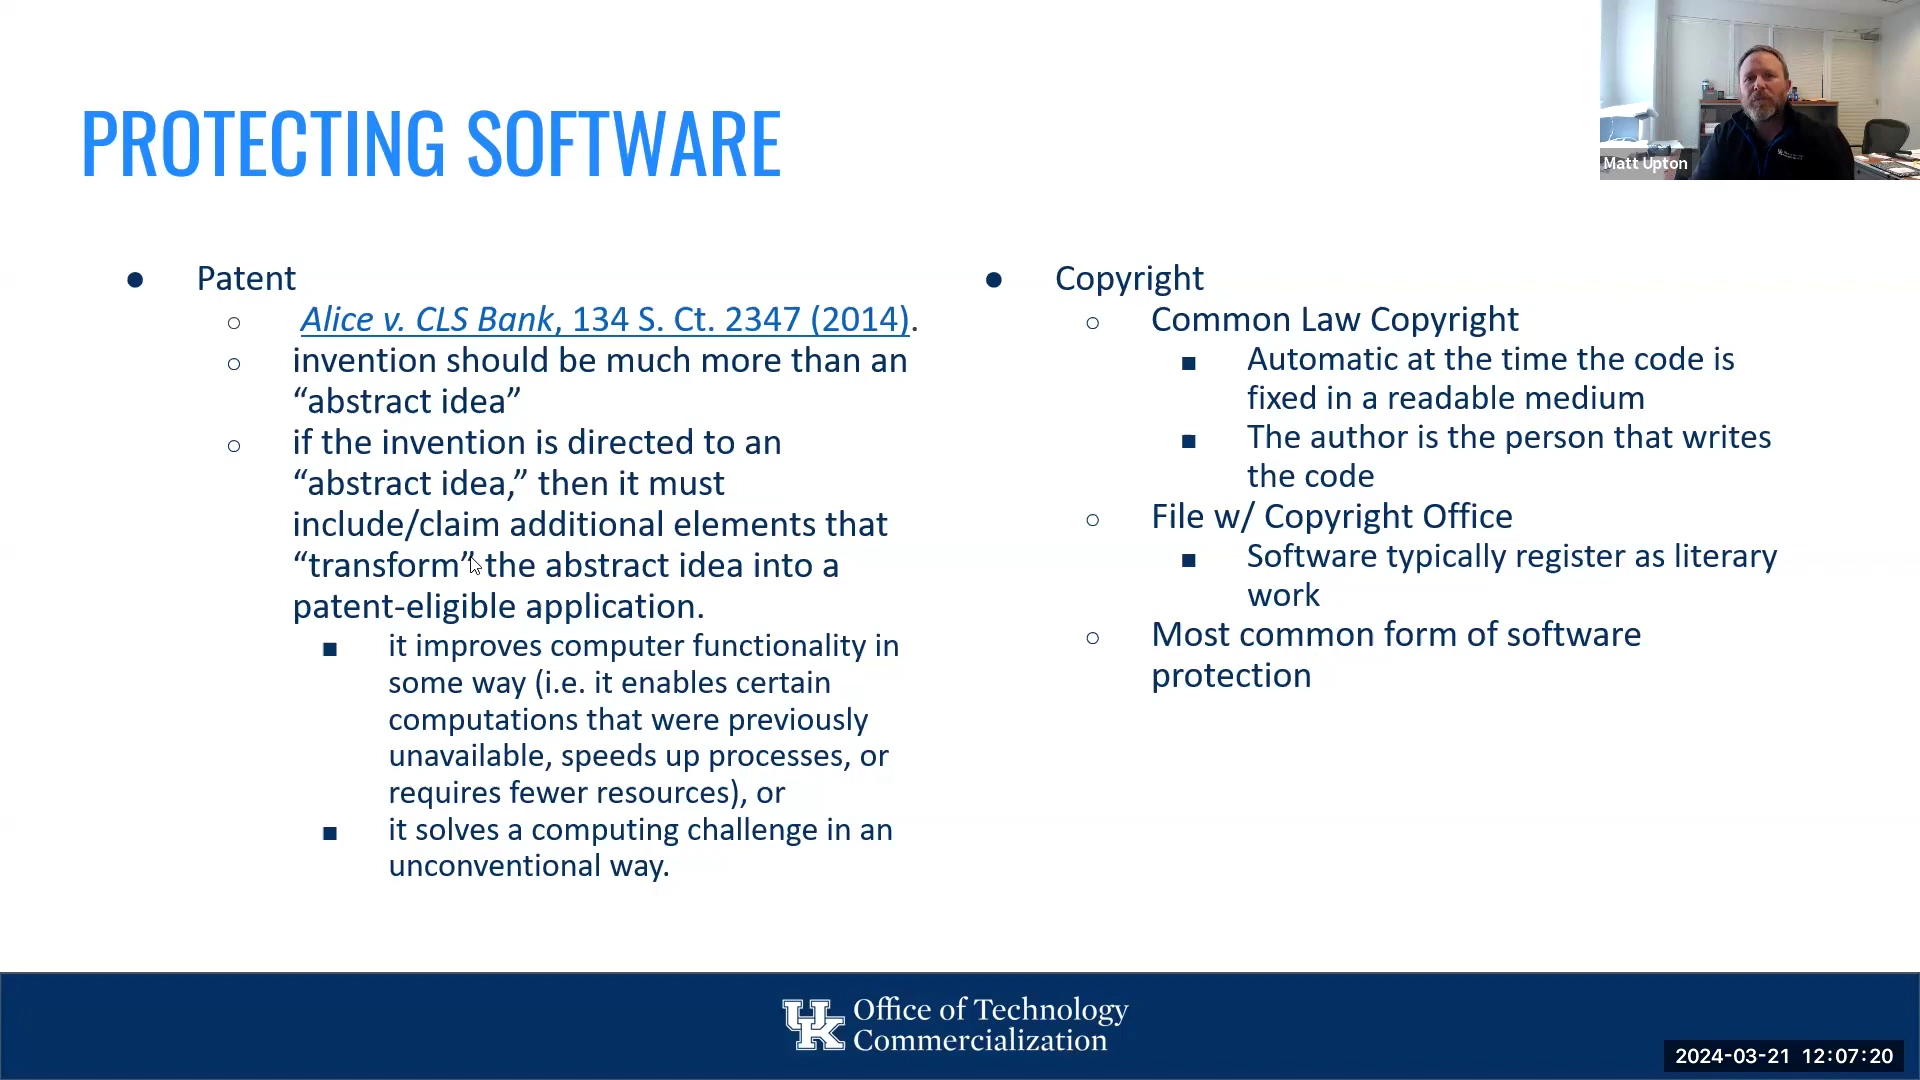 PROTECTING SOFTWARE
Matt Upton
● Patent
○ Alice v. CLS Bank, 134 S. Ct. 2347 (2014).
○ invention should be much more than an
“abstract idea”
○ if the invention is directed to an
“abstract idea,” then it must
include/claim additional elements that
“transform” the abstract idea into a
patent-eligible application.
■ it improves computer functionality in
some way (i.e. it enables certain
computations that were previously
unavailable, speeds up processes, or
requires fewer resources), or
■ it solves a computing challenge in an
unconventional way.
● Copyright
○ Common Law Copyright
■ Automatic at the time the code is
fixed in a readable medium
■ The author is the person that writes
the code
○ File w/ Copyright Office
■ Software typically register as literary
work
○ Most common form of software
protection
UK
Office of Technology
Commercialization
2024-03-21 12:07:20